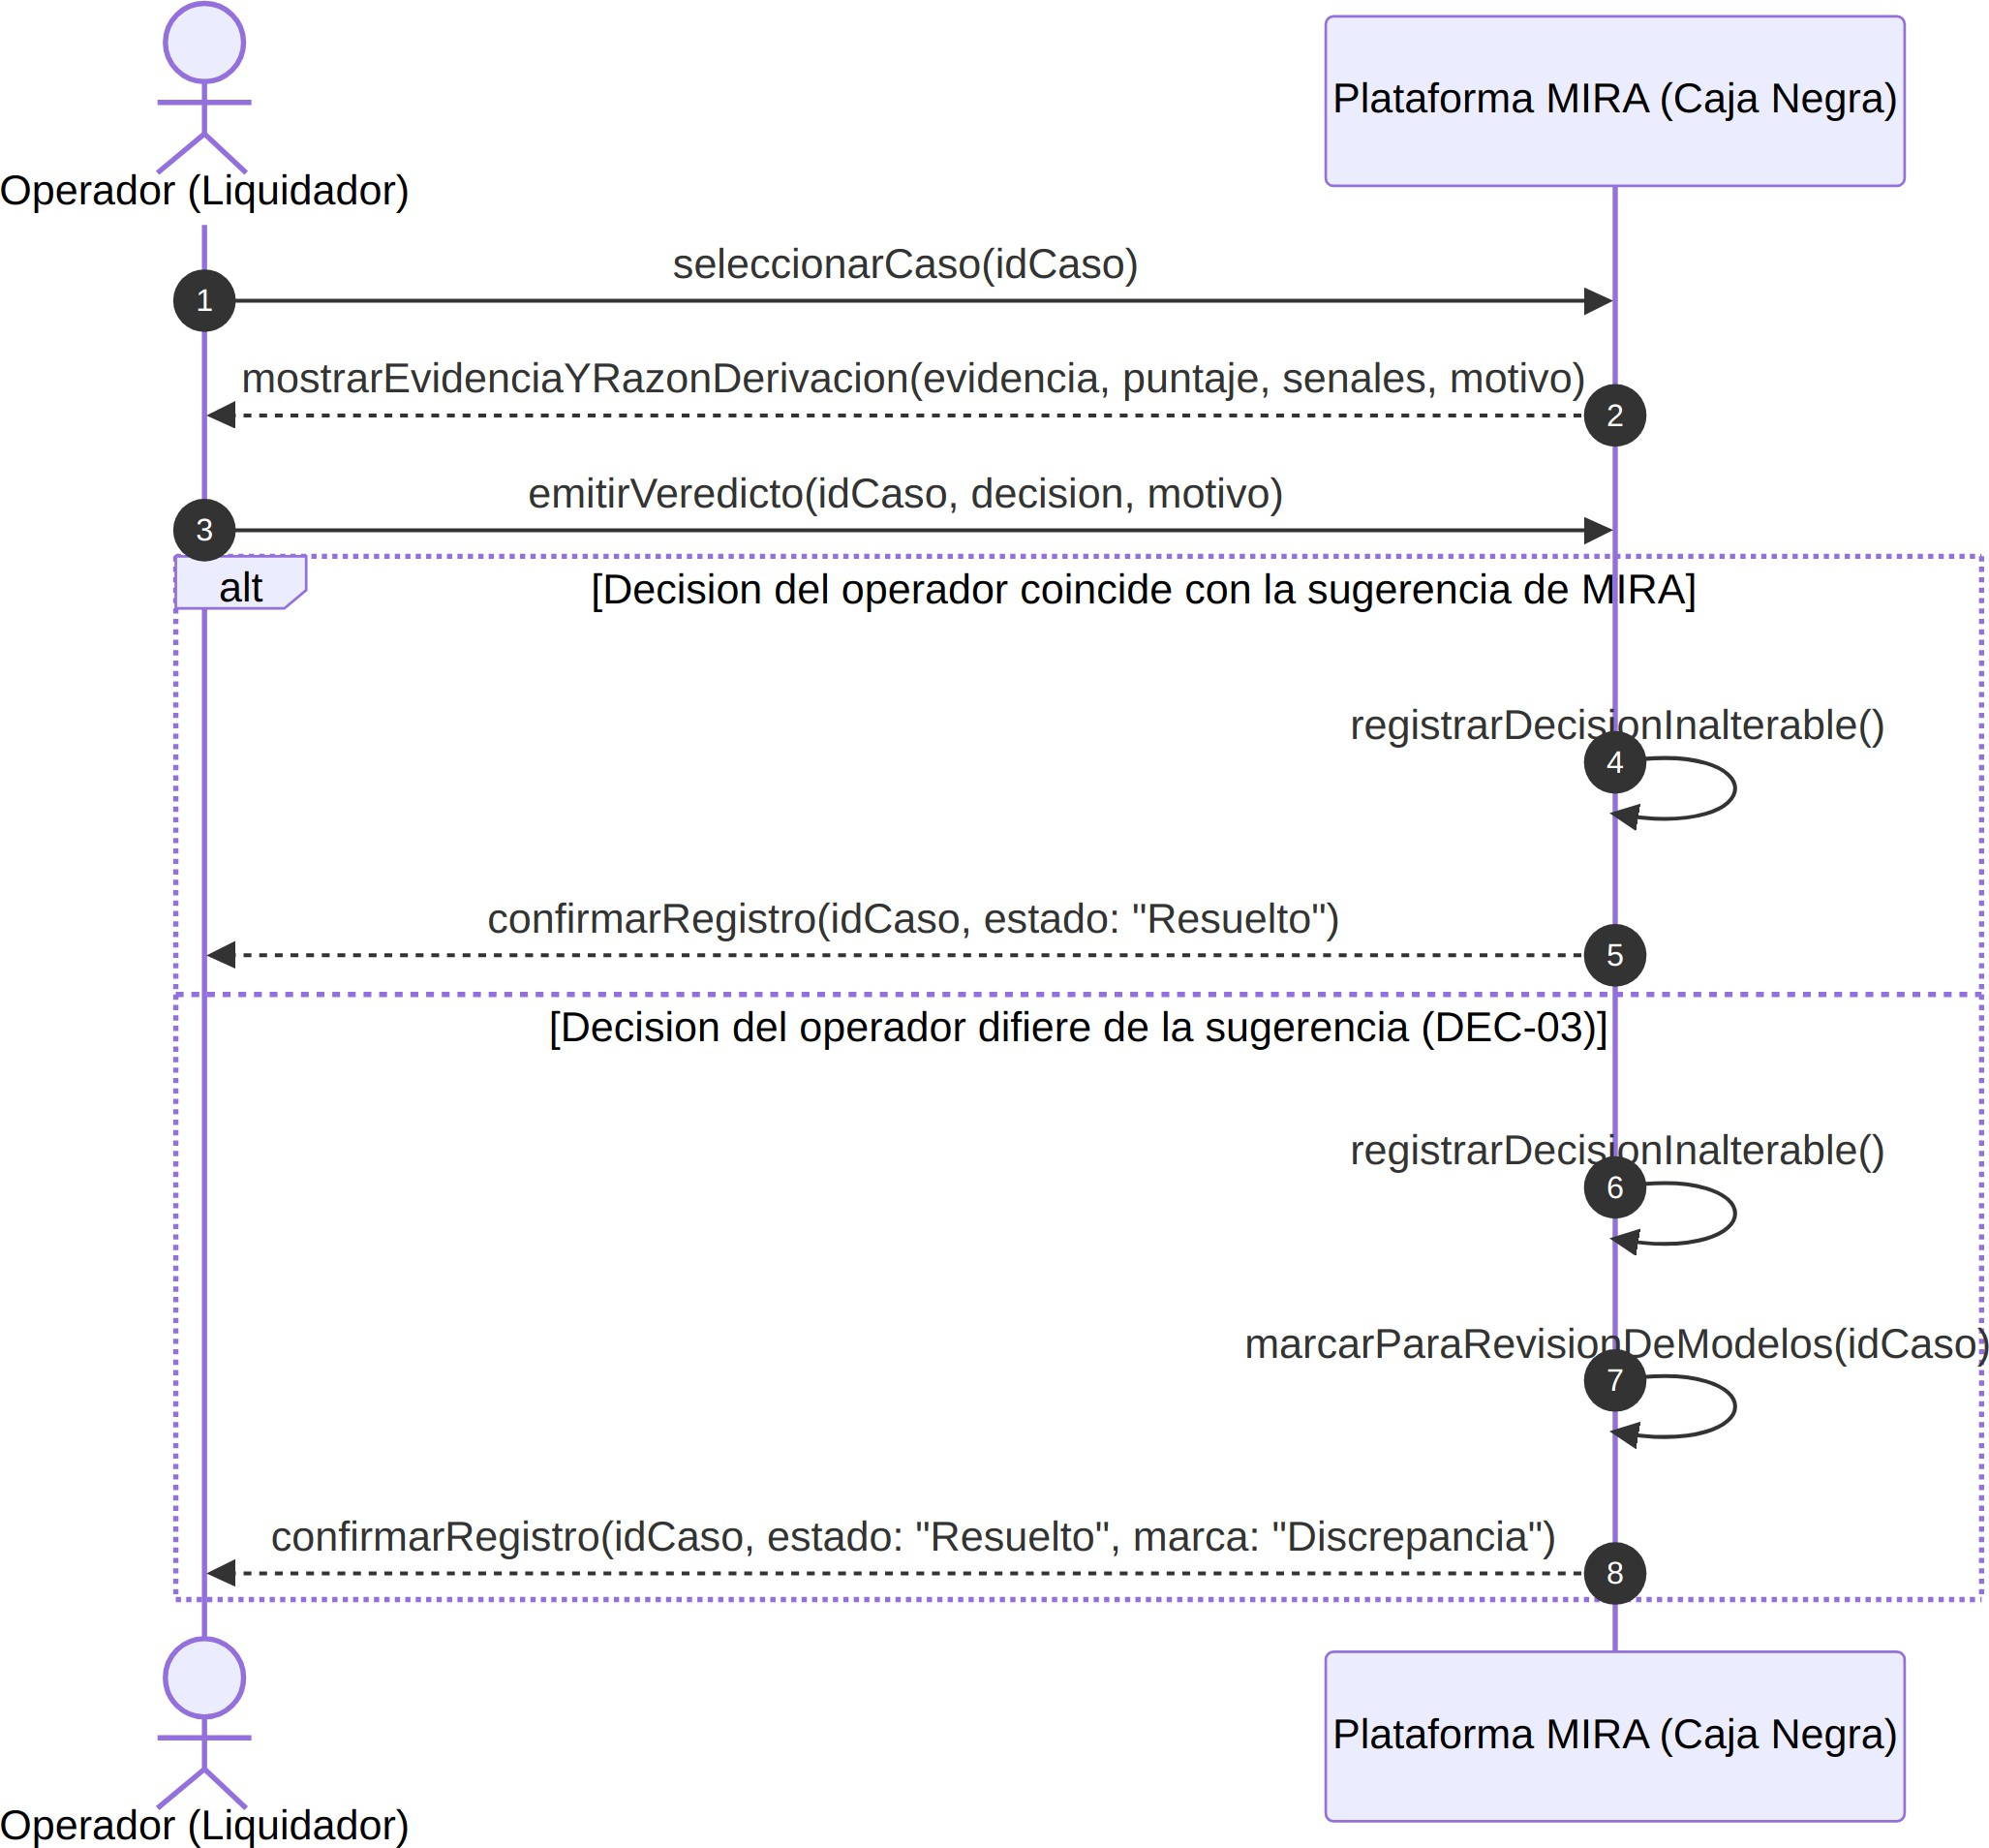 Operador (Liquidador)
Plataforma MIRA (Caja Negra)
seleccionarCaso(idCaso)
1
mostrarEvidenciaYRazonDerivacion(evidencia, puntaje, senales, motivo)
2
emitirVeredicto(idCaso, decision, motivo)
3
alt
[Decision del operador coincide con la sugerencia de MIRA]
registrarDecisionInalterable()
4
confirmarRegistro(idCaso, estado: "Resuelto")
5
[Decision del operador difiere de la sugerencia (DEC-03)]
registrarDecisionInalterable()
6
marcarParaRevisionDeModelos(idCaso)
7
confirmarRegistro(idCaso, estado: "Resuelto", marca: "Discrepancia")
8
Plataforma MIRA (Caja Negra)
Operador (Liquidador)